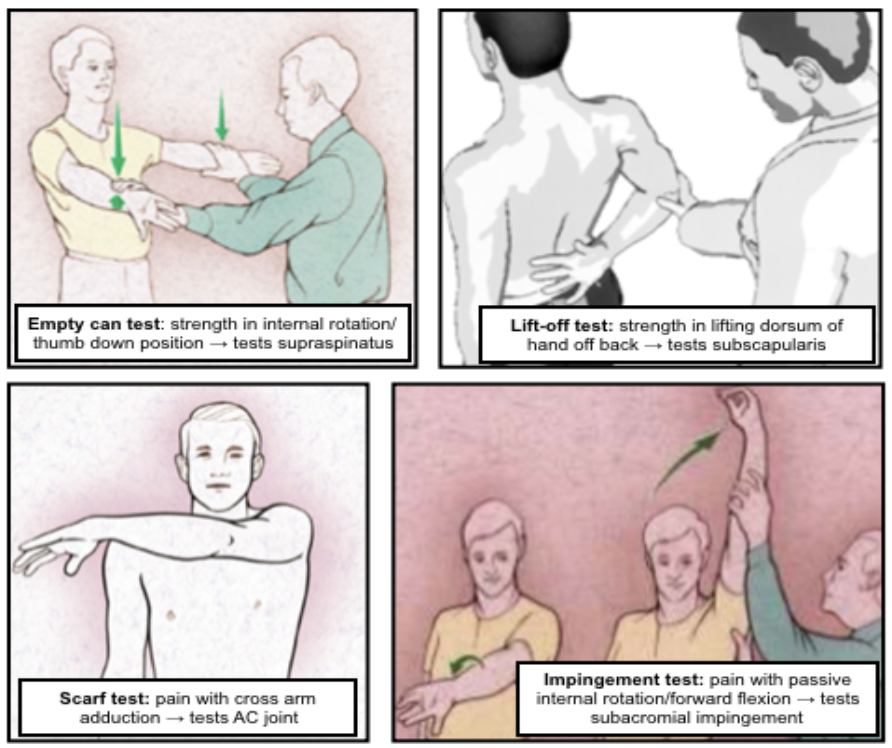 Empty can test: strength in internal rotation/
thumb down position → tests supraspinatus
Lift-off test: strength in lifting dorsum of
hand off back → tests subscapularis
Scarf test: pain with cross arm
adduction → tests AC joint
Impingement test: pain with passive
internal rotation/forward flexion → tests
subacromial impingement